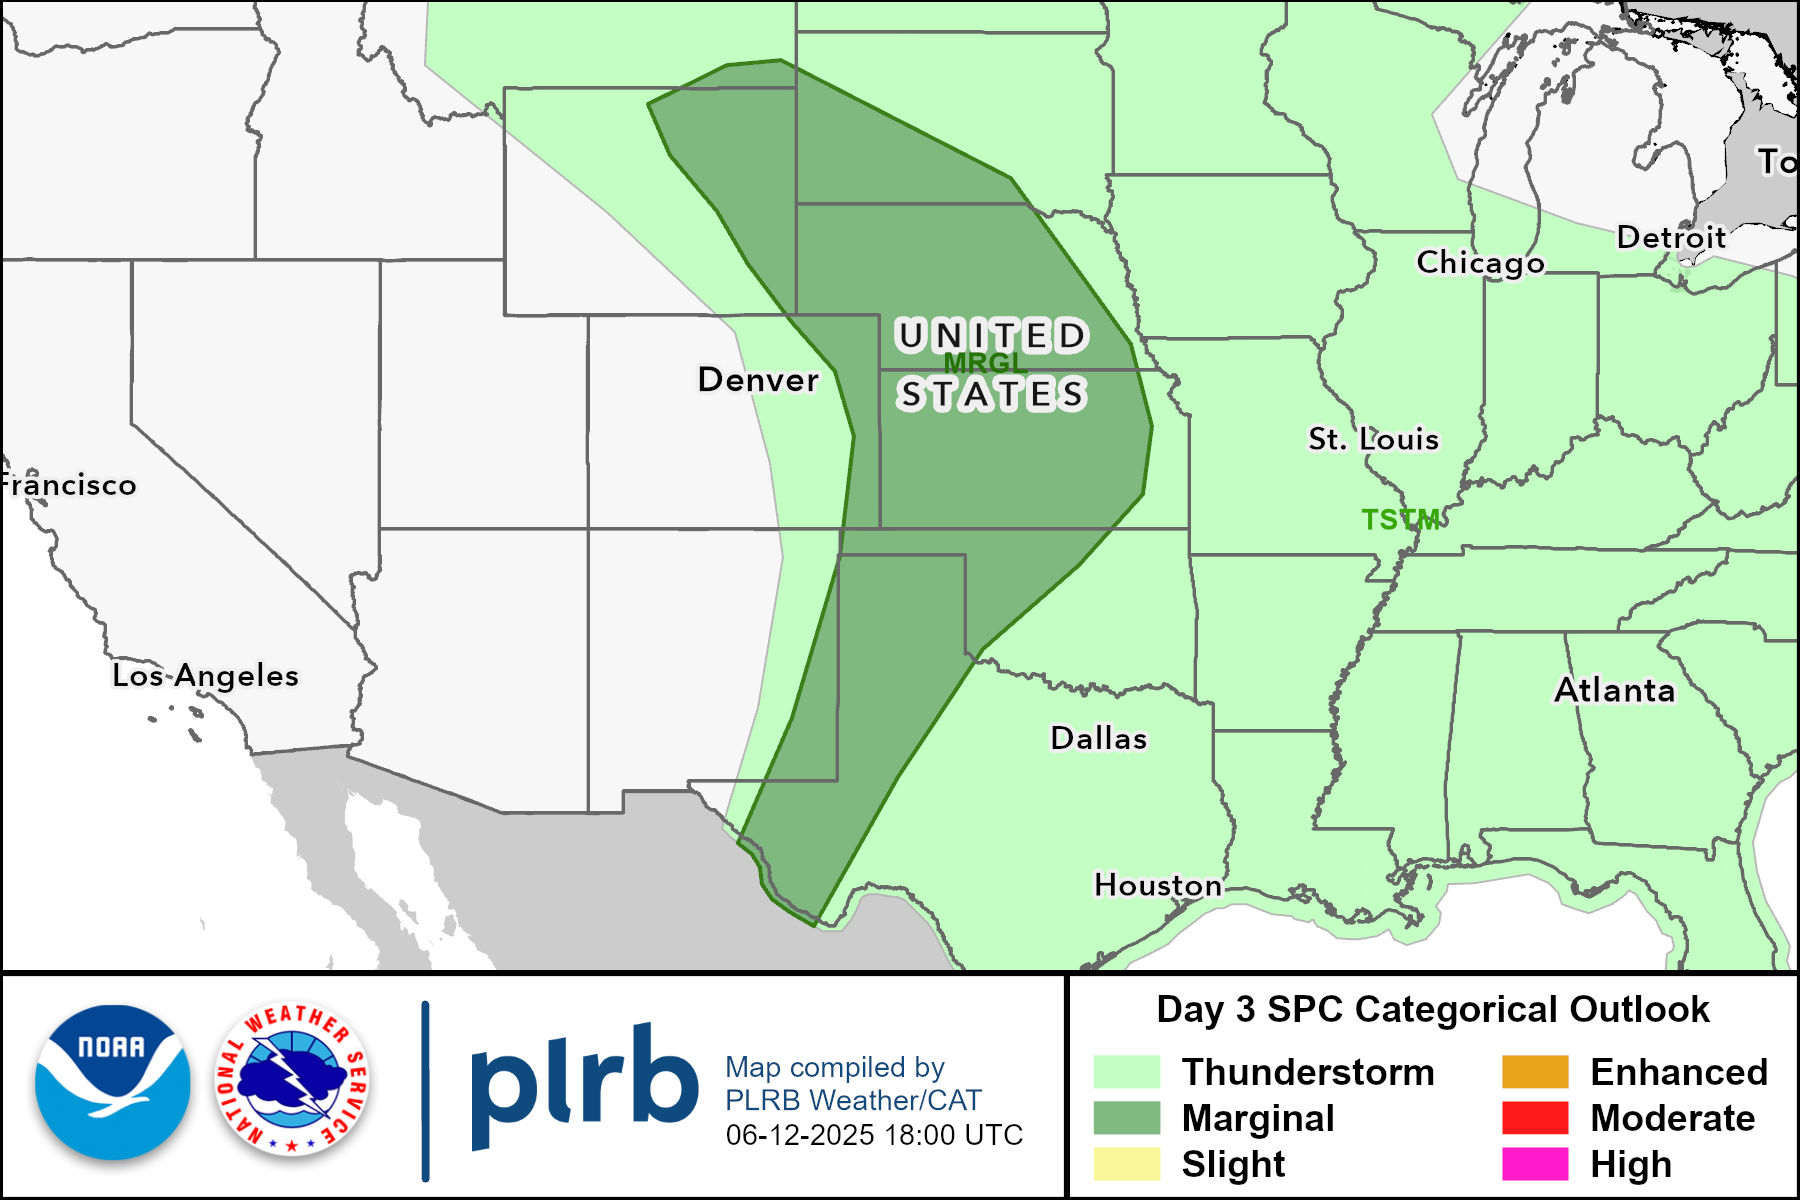 To
Detroit
Chicago
UNITED
MRGL
STATES
Denver
St. Louis
Francisco
TSTM
Los Angeles
Atlanta
Dallas
Houston
NOAA
NATIONAL WEATHER SERVICE
plrb
Map compiled by
PLRB Weather/CAT
06-12-2025 18:00 UTC
Day 3 SPC Categorical Outlook
Thunderstorm
Marginal
Slight
Enhanced
Moderate
High